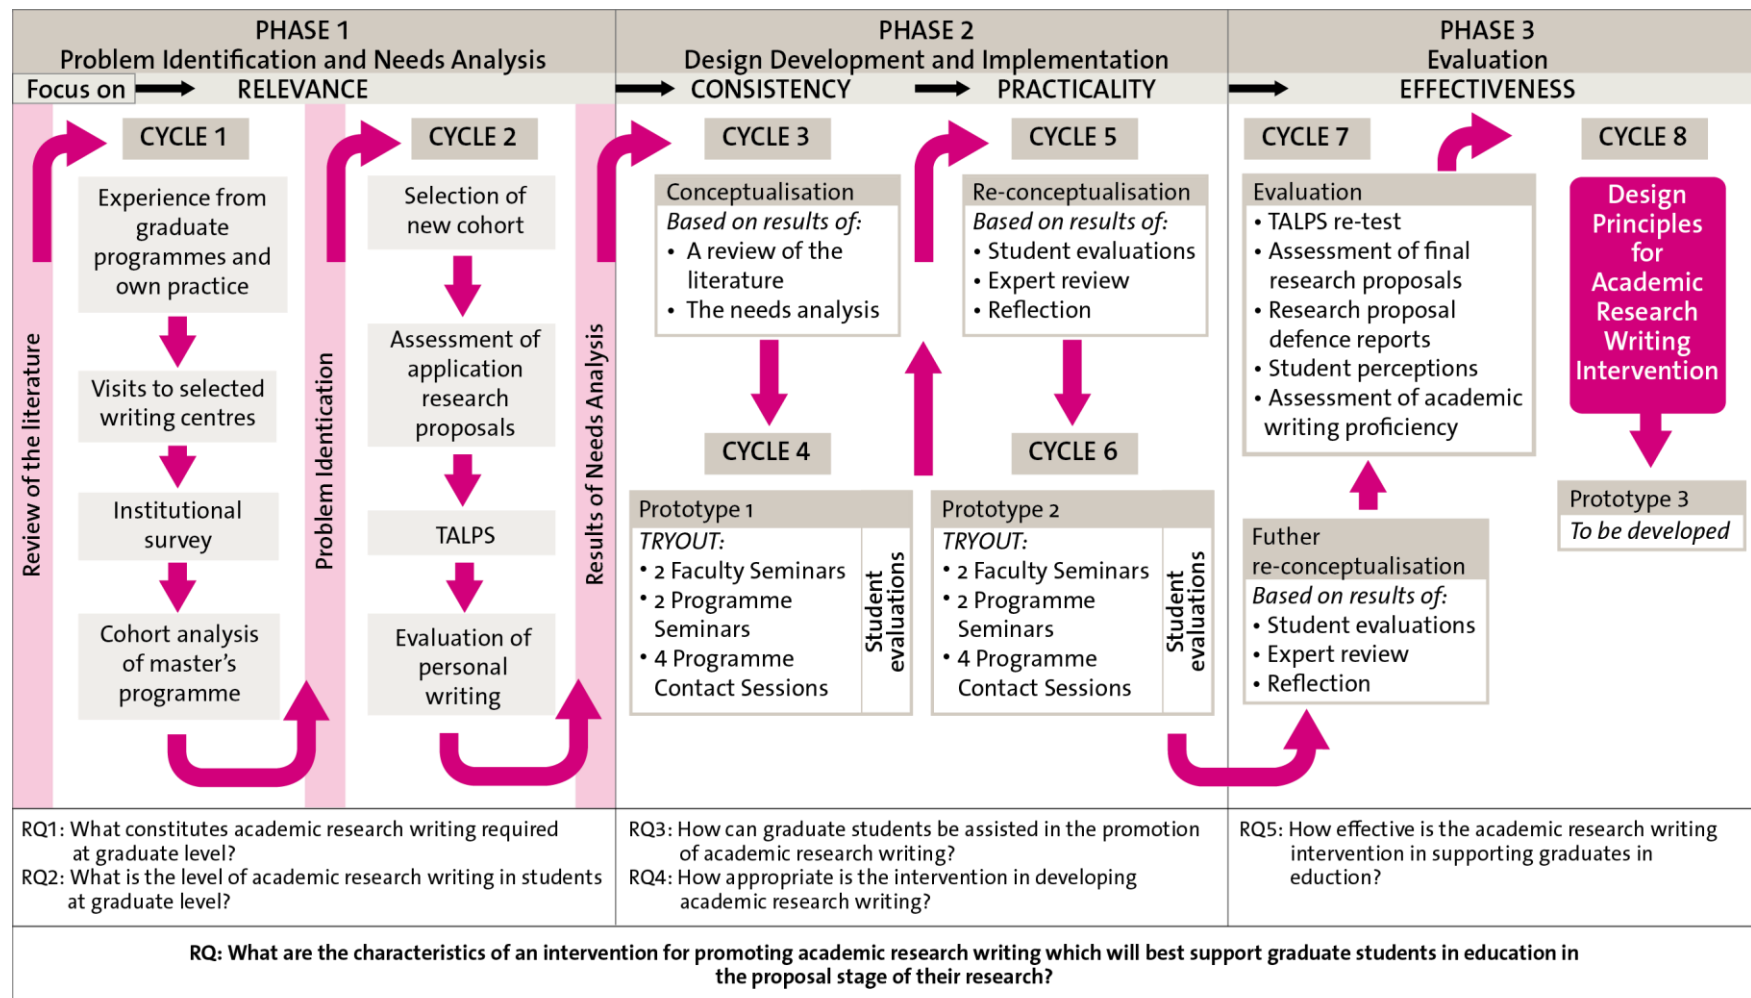 PHASE 1
Problem Identification and Needs Analysis
PHASE 2
Design Development and Implementation
PHASE 3
Evaluation
Focus on
RELEVANCE
CONSISTENCY
PRACTICALITY
EFFECTIVENESS
Review of the literature
CYCLE 1
Experience from
graduate
programmes and
own practice
Visits to selected
writing centres
Institutional
survey
Cohort analysis
of master's
programme
Problem Identication
CYCLE 2
Selection of
new cohort
Assessment of
application
research
proposals
TALPS
Evaluation of
personal
writing
Results of Needs Analysis
CYCLE 3
Conceptualisation
Based on results of:
• A review of the
literature
• The needs analysis
CYCLE 4
Prototype 1
TRYOUT:
• 2 Faculty Seminars
• 2 Programme
Seminars
• 4 Programme
Contact Sessions
Student
evaluations
CYCLE 5
Re-conceptualisation
Based on results of:
• Student evaluations
• Expert review
• Reflection
CYCLE 6
Prototype 2
TRYOUT:
• 2 Faculty Seminars
• 2 Programme
Seminars
• 4 Programme
Contact Sessions
Student
evaluations
CYCLE 7
Evaluation
• TALPS re-test
• Assessment of final
research proposals
• Research proposal
defence reports
• Student perceptions
• Assessment of academic
writing proficiency
Futher
re-conceptualisation
Based on results of:
• Student evaluations
• Expert review
• Reflection
CYCLE 8
Design
Principles
for
Academic
Research
Writing
Intervention
Prototype 3
To be developed
RQ1: What constitutes academic research writing required
at graduate level?
RQ2: What is the level of academic research writing in students
at graduate level?
RQ3: How can graduate students be assisted in the promotion
of academic research writing?
RQ4: How appropriate is the intervention in developing
academic research writing?
RQ5: How effective is the academic research writing
intervention in supporting graduates in
eduction?
RQ: What are the characteristics of an intervention for promoting academic research writing which will best support graduate students in education in
the proposal stage of their research?